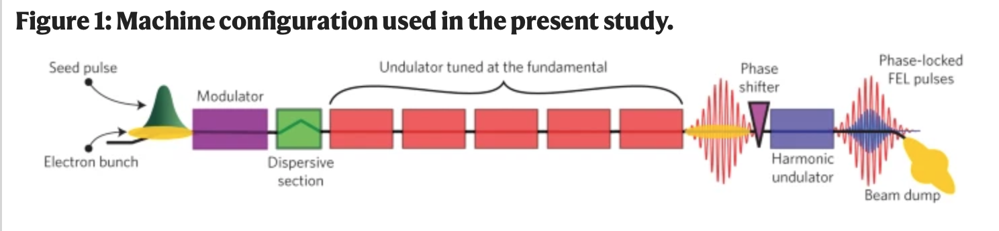 Figure 1: Machine configuration used in the present study.
Seed pulse
Electron bunch
Modulator
Dispersive
section
Undulator tuned at the fundamental
Phase
shifter
Harmonic
undulator
Phase-locked
FEL pulses
Beam dump